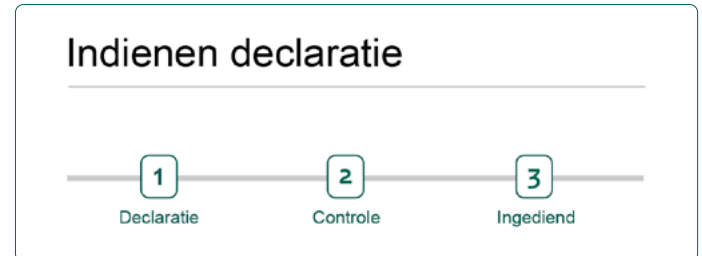 Indienen declaratie
1 2 3
Declaratie Controle Ingediend